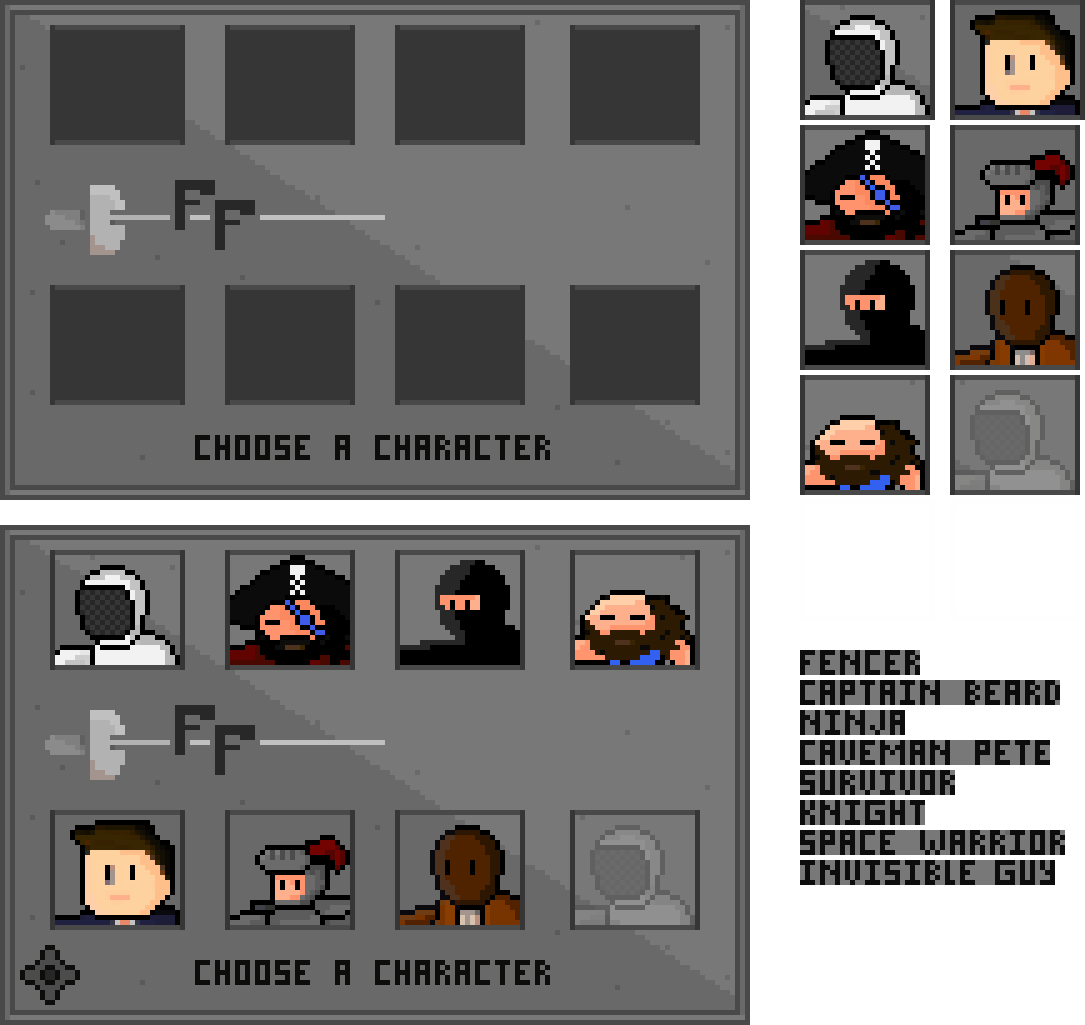 FF
CHOOSE A CHARACTER
FF
CHOOSE A CHARACTER
FENCER
CAPTAIN BEARD
NINJA
CAVEMAN PETE
SURVIVOR
KNIGHT
SPACE WARRIOR
INVISIBLE GUY